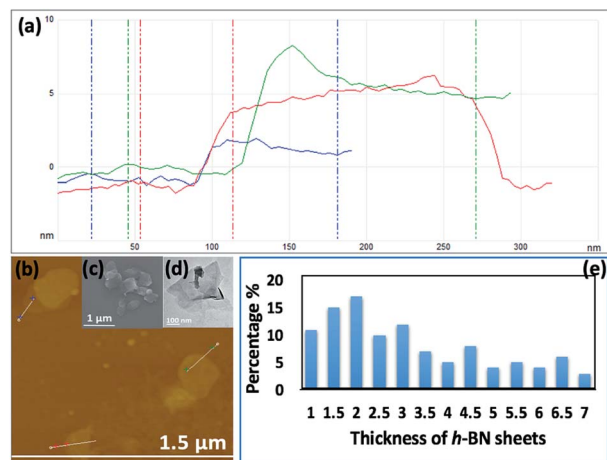 (a)
10
5
0
nm
50
100
150
200
250
300
nm
(b)
(c)
1 µm
(d)
100 nm
1.5 µm
(e)
Percentage %
20
15
10
5
0
1 1.5 2 2.5 3 3.5 4 4.5 5 5.5 6 6.5 7
Thickness of h-BN sheets